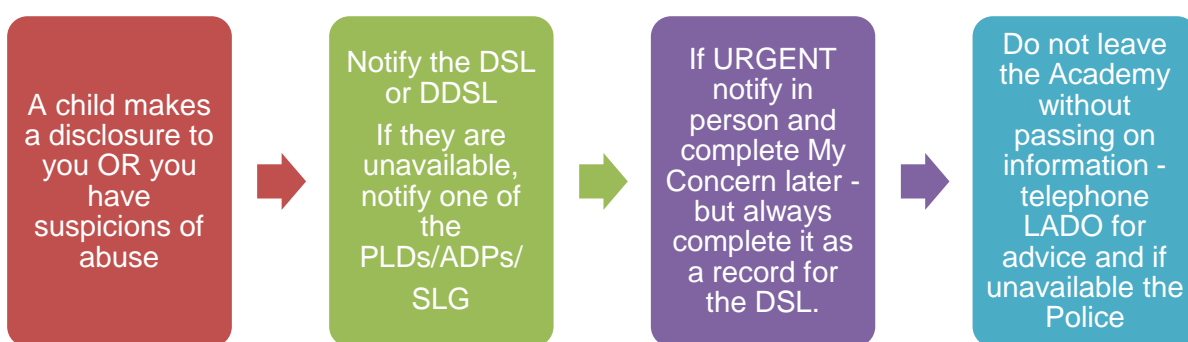 A child makes
a disclosure to
you OR you
have
suspicions of
abuse
Notify the DSL
or DDSL
If they are
unavailable,
notify one of
the
PLDs/ADPs/
SLG
If URGENT
notify in
person and
complete My
Concern later -
but always
complete it as
a record for
the DSL.
Do not leave
the Academy
without
passing on
information -
telephone
LADO for
advice and if
unavailable the
Police